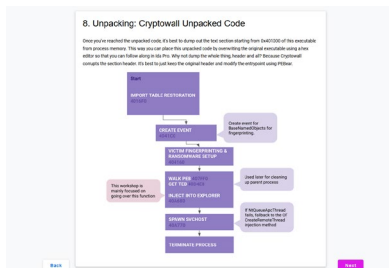 8. Unpacking: Cryptowall Unpacked Code
Once you've reached the unpacked code, it's best to dump out the text section starting from 0x401000 of this executable
from process memory. This way you can place this unpacked code by overwriting the original executable using a hex
editor so that you can follow along in Ida Pro. Why not dump the whole thing, header and all? Because Cryptowall
corrupts the section header. It's best to just keep the original header and modify the entrypoint using PEBear.
Start
IMPORT TABLE RESTORATION
CREATE EVENT
Create event for
BaseNamedObjects for
fingerprinting.
VICTIM FINGERPRINTING &
RANSOMWARE SETUP
WALK PEB
GET TEB
INJECT INTO EXPLORER
Used later for cleaning
up parent process
This workshop is
mainly focused on
going over this function
SPAWN SVCHOST
If NtQueueApcThread
fails, fallback to the
CreateRemoteThread
injection method
TERMINATE PROCESS
Back
Next